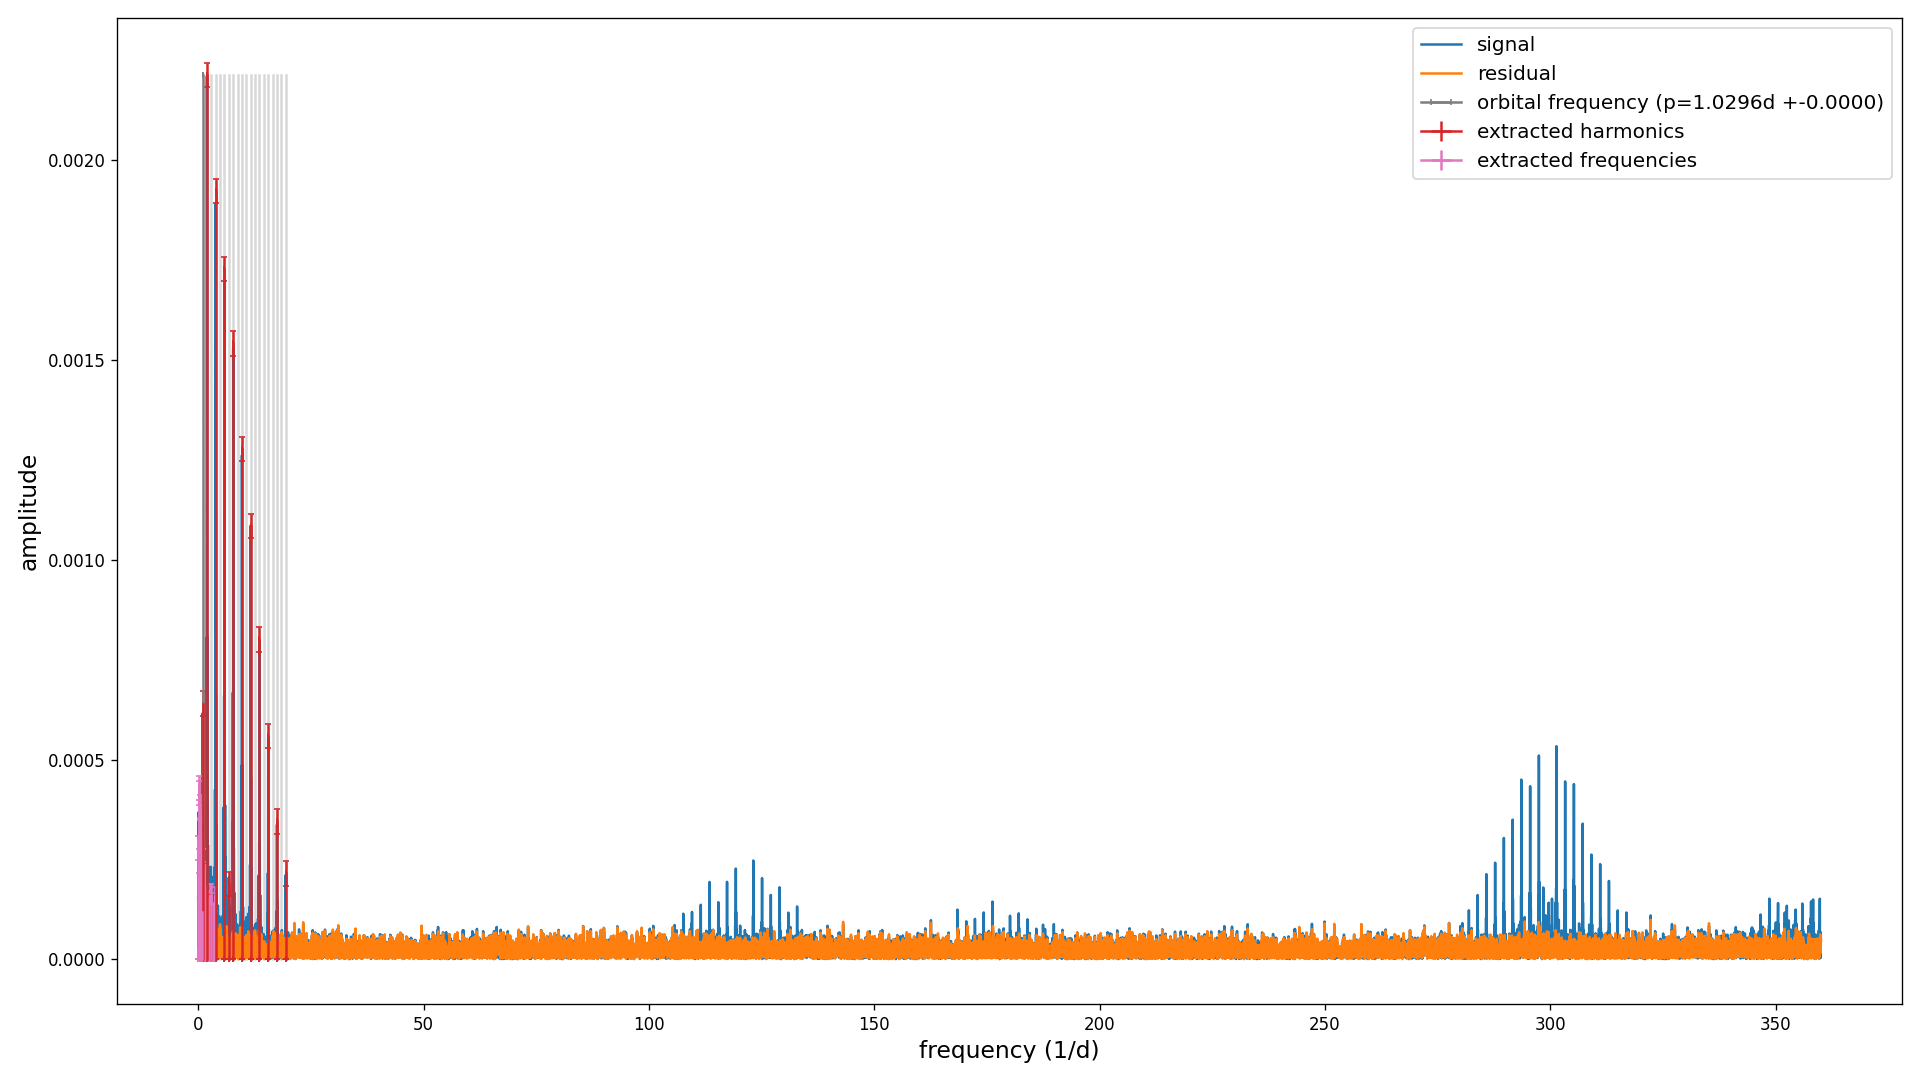 signal
residual
orbital frequency (p=1.0296d +-0.0000)
extracted harmonics
extracted frequencies
amplitude
0.0020
0.0015
0.0010
0.0005
0.0000
0 50 100 150 200 250 300 350
frequency (1/d)